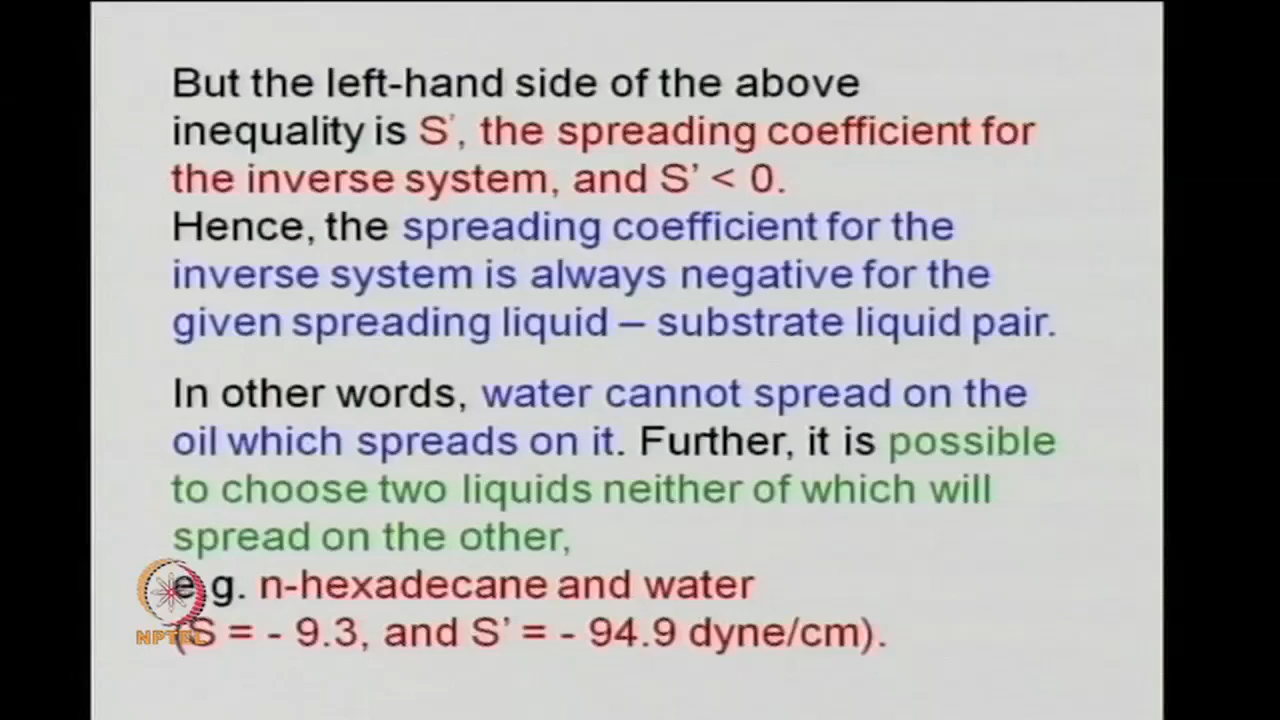 But the left-hand side of the above
inequality is S', the spreading coefficient for
the inverse system, and S' < 0.
Hence, the spreading coefficient for the
inverse system is always negative for the
given spreading liquid – substrate liquid pair.
In other words, water cannot spread on the
oil which spreads on it. Further, it is possible
to choose two liquids neither of which will
spread on the other,
e.g. n-hexadecane and water
(S = - 9.3, and S' = - 94.9 dyne/cm).
NPTEL